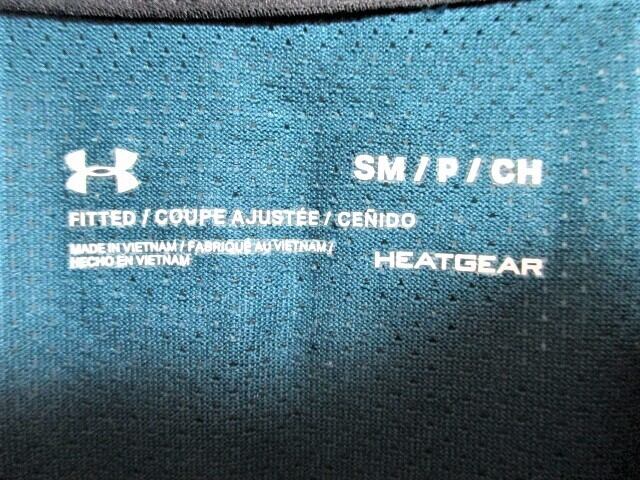 SM / P / CH
FITTED / COUPE AJUSTÉE / CEÑIDO
MADE IN VIETNAM / FABRIQUÉ AU VIETNAM /
HECHO EN VIETNAM
HEATGEAR